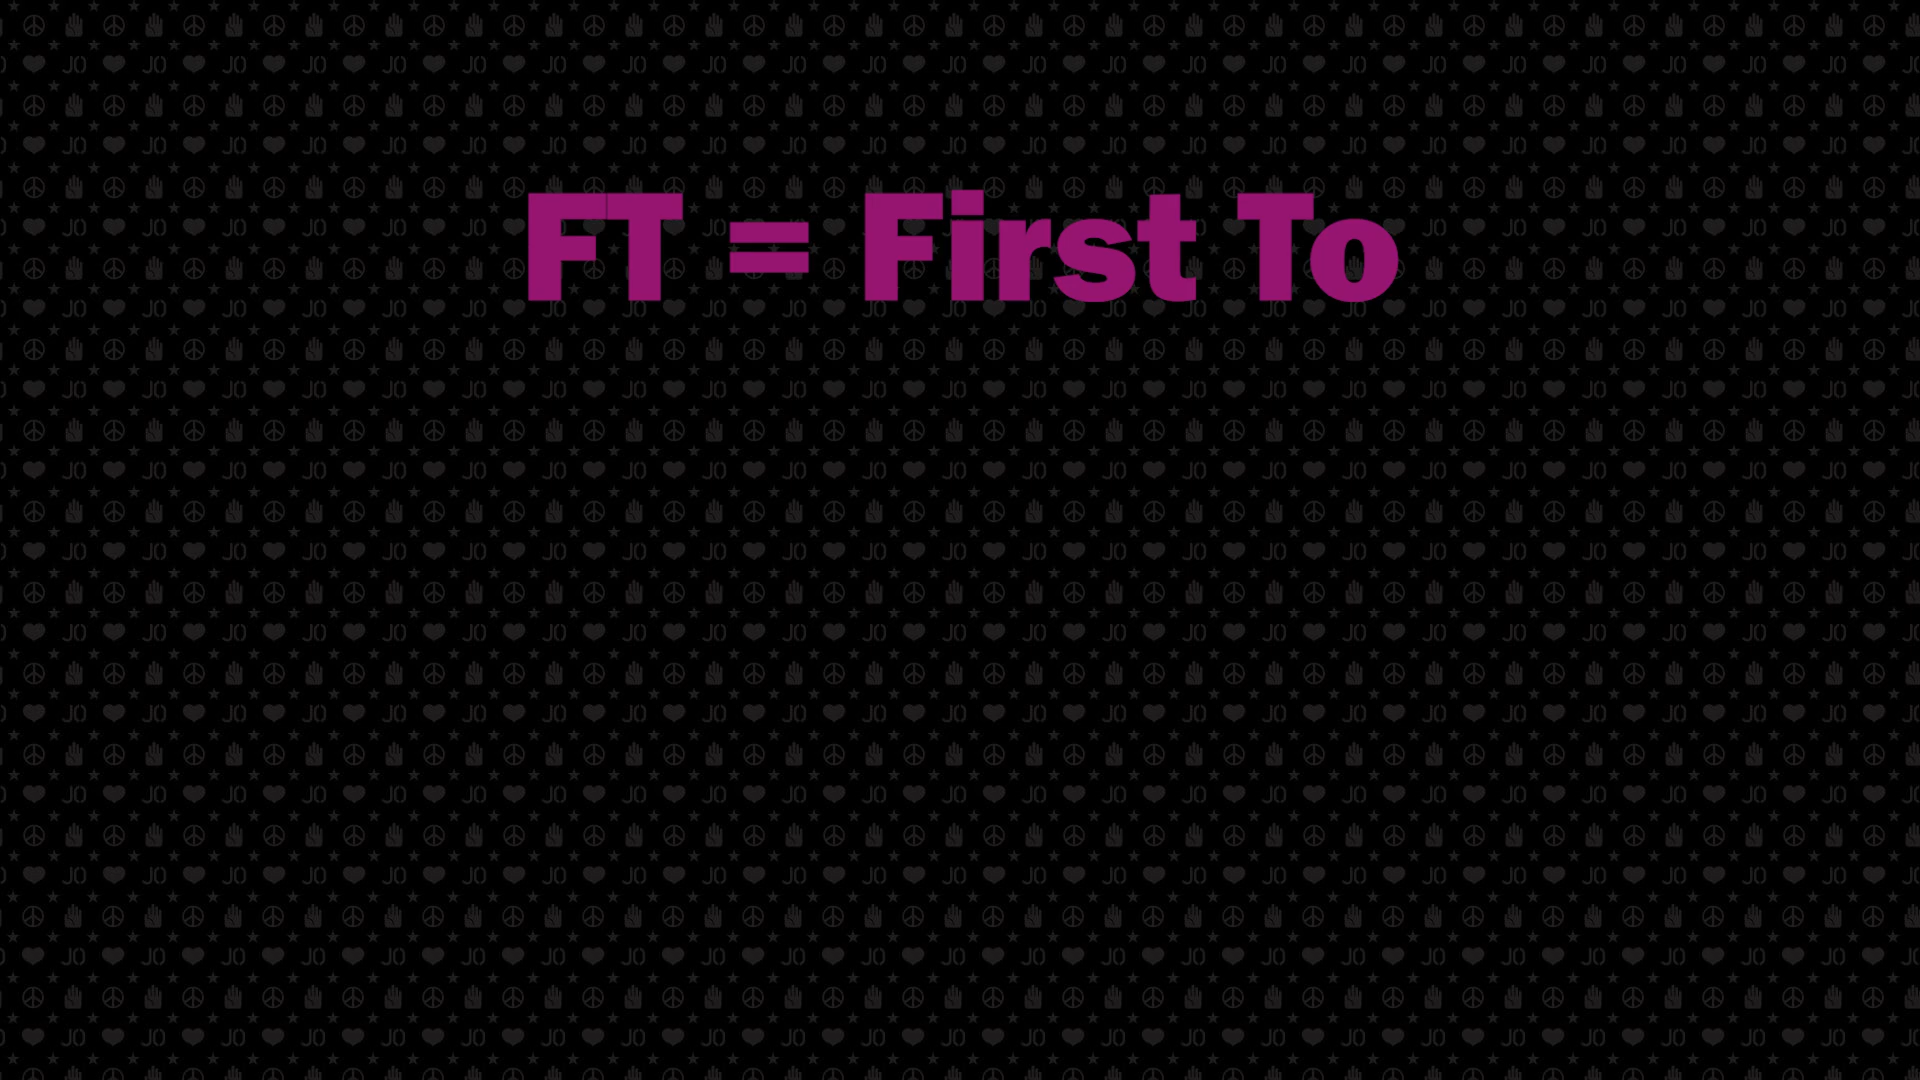 FT = First To